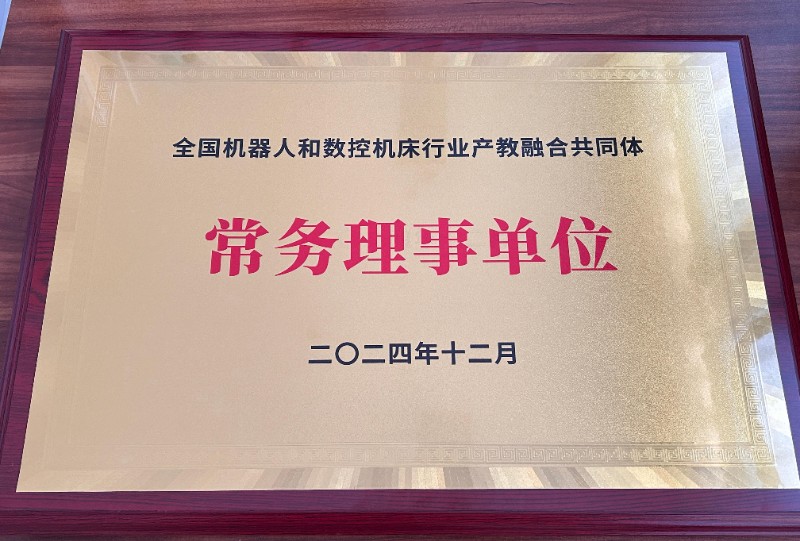 全国机器人和数控机床行业产教融合共同体
常务理事单位
二〇二四年十二月